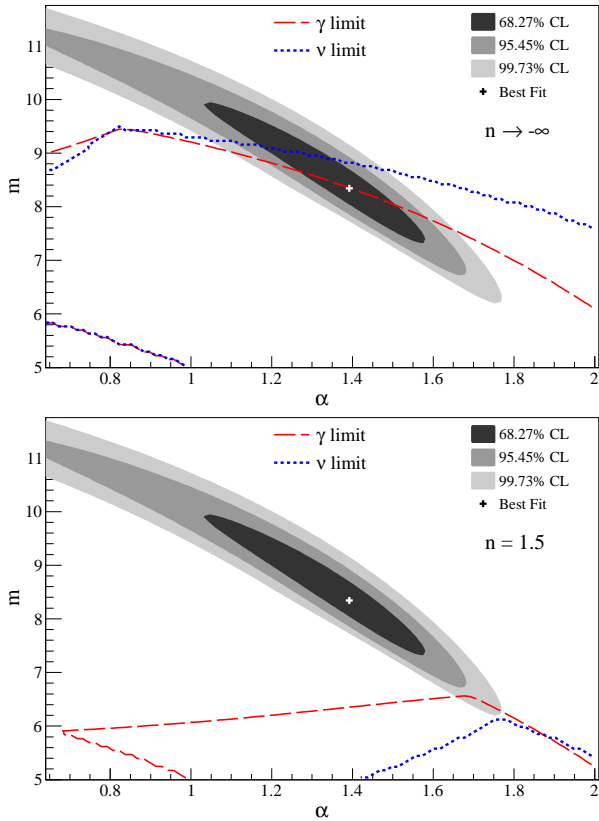 γ limit
ν limit
68.27% CL
95.45% CL
99.73% CL
Best Fit
n → -∞
m
11
10
9
8
7
6
5
0.8 1 1.2 1.4 1.6 1.8 2
α
γ limit
ν limit
68.27% CL
95.45% CL
99.73% CL
Best Fit
n = 1.5
m
11
10
9
8
7
6
5
0.8 1 1.2 1.4 1.6 1.8 2
α